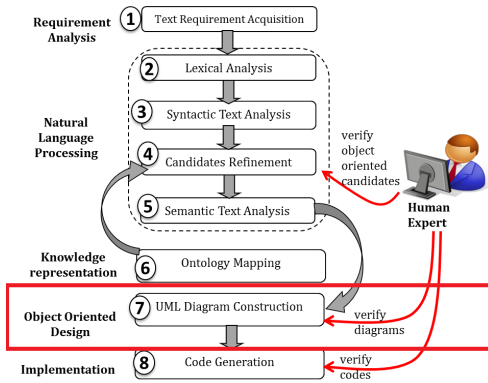 Requirement
Analysis
1
Text Requirement Acquisition
2
Lexical Analysis
3
Syntactic Text Analysis
Natural
Language
Processing
4
Candidates Refinement
5
Semantic Text Analysis
verify
object
oriented
candidates
Human
Expert
Knowledge
representation
6
Ontology Mapping
Object Oriented
Design
7
UML Diagram Construction
verify
diagrams
Implementation
8
Code Generation
verify
codes